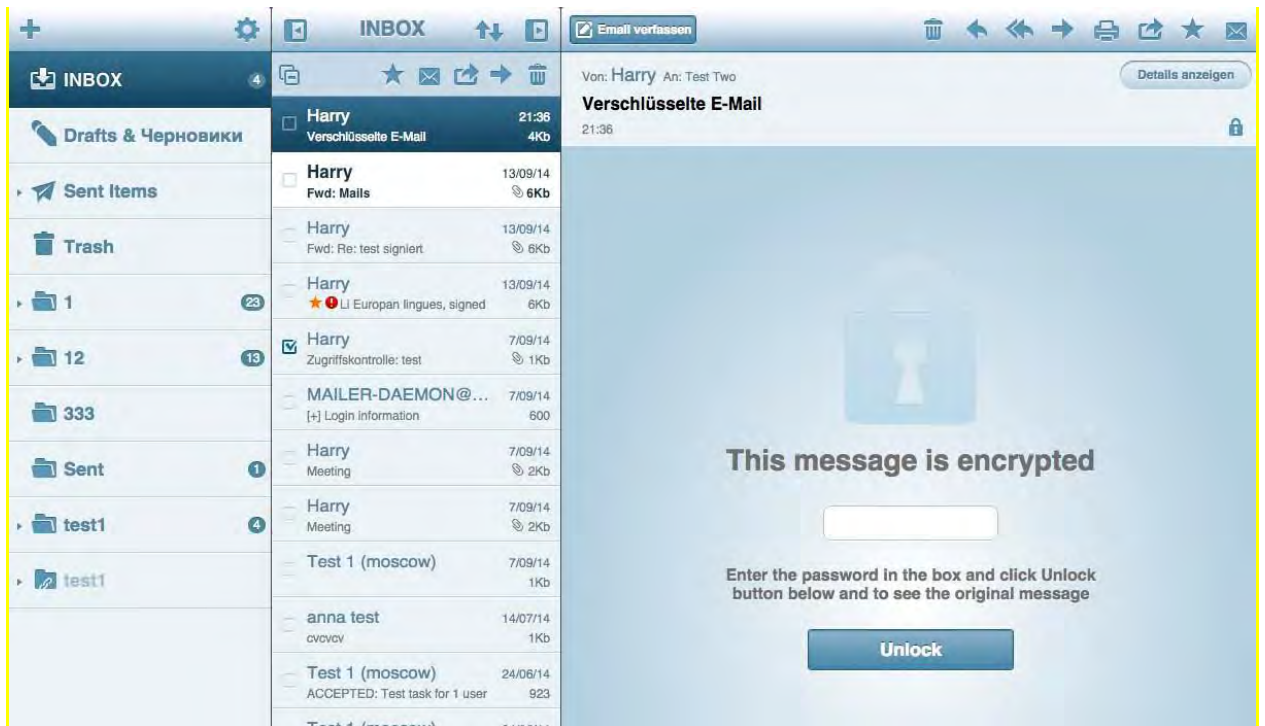 INBOX
Email verfassen
INBOX
4
Drafts & Черновики
Sent Items
Trash
1
23
12
13
333
Sent
1
test1
4
test1
Harry
21:36
Verschlüsselte E-Mail
4Kb
Harry
13/09/14
Fwd: Mails
6Kb
Harry
13/09/14
Fwd: Re: test signiert
6Kb
Harry
13/09/14
Li Europan lingues, signed
6Kb
Harry
7/09/14
Zugriffskontrolle: test
1Kb
MAILER-DAEMON@...
7/09/14
[+] Login information
600
Harry
7/09/14
Meeting
2Kb
Harry
7/09/14
Meeting
2Kb
Test 1 (moscow)
7/09/14
1Kb
anna test
14/07/14
cvcvcv
1Kb
Test 1 (moscow)
24/06/14
ACCEPTED: Test task for 1 user
923
Test 1 (moscow)
Von: Harry An: Test Two
Details anzeigen
Verschlüsselte E-Mail
21:36
This message is encrypted
Enter the password in the box and click Unlock
button below and to see the original message
Unlock